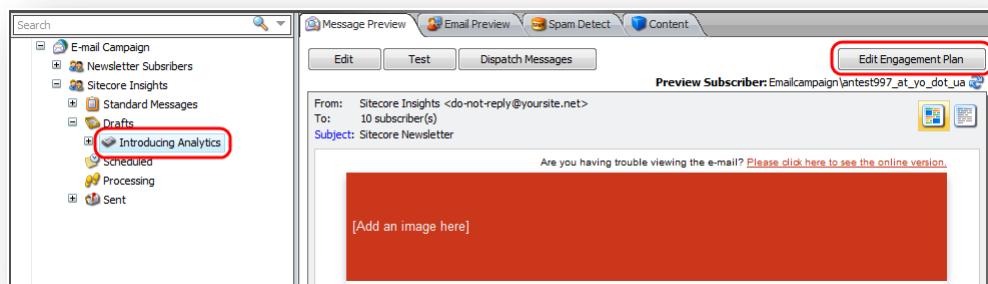 Search
E-mail Campaign
Newsletter Subsribers
Sitecore Insights
Standard Messages
Drafts
Introducing Analytics
Scheduled
Processing
Sent
Message Preview
Email Preview
Spam Detect
Content
Edit
Test
Dispatch Messages
Edit Engagement Plan
Preview Subscriber: Emailcampaign\antest997_at_yo_dot_ua
From: Sitecore Insights <do-not-reply@yoursite.net>
To: 10 subscriber(s)
Subject: Sitecore Newsletter
Are you having trouble viewing the e-mail? Please click here to see the online version.
[Add an image here]